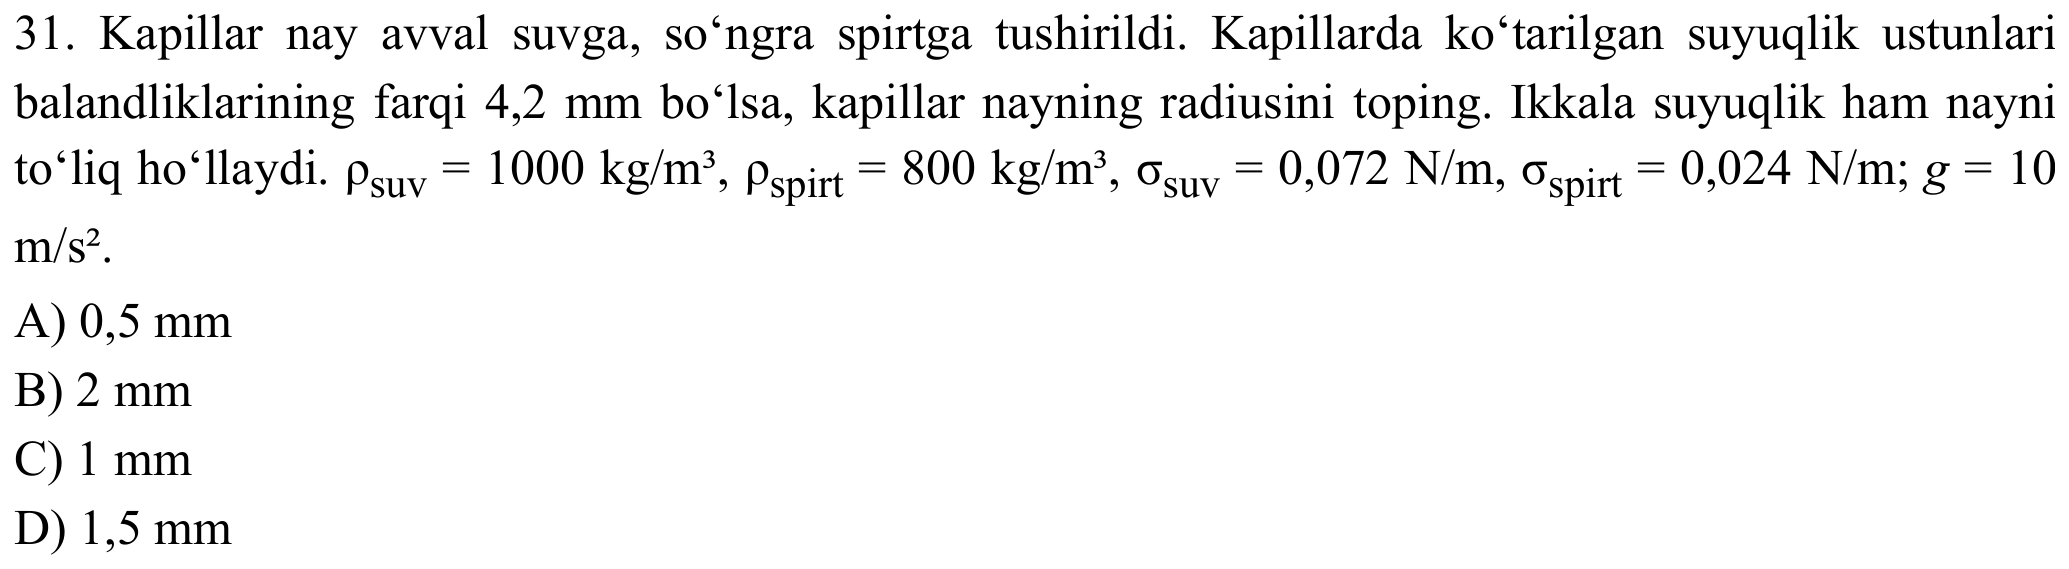 31. Kapillar nay avval suvga, so‘ngra spirtga tushirildi. Kapillarda ko‘tarilgan suyuqlik ustunlari
balandliklarining farqi 4,2 mm bo‘lsa, kapillar nayning radiusini toping. Ikkala suyuqlik ham nayni
to‘liq ho‘llaydi. ρsuv = 1000 kg/m³, ρspirt = 800 kg/m³, σsuv = 0,072 N/m, σspirt = 0,024 N/m; g = 10
m/s².
A) 0,5 mm
B) 2 mm
C) 1 mm
D) 1,5 mm